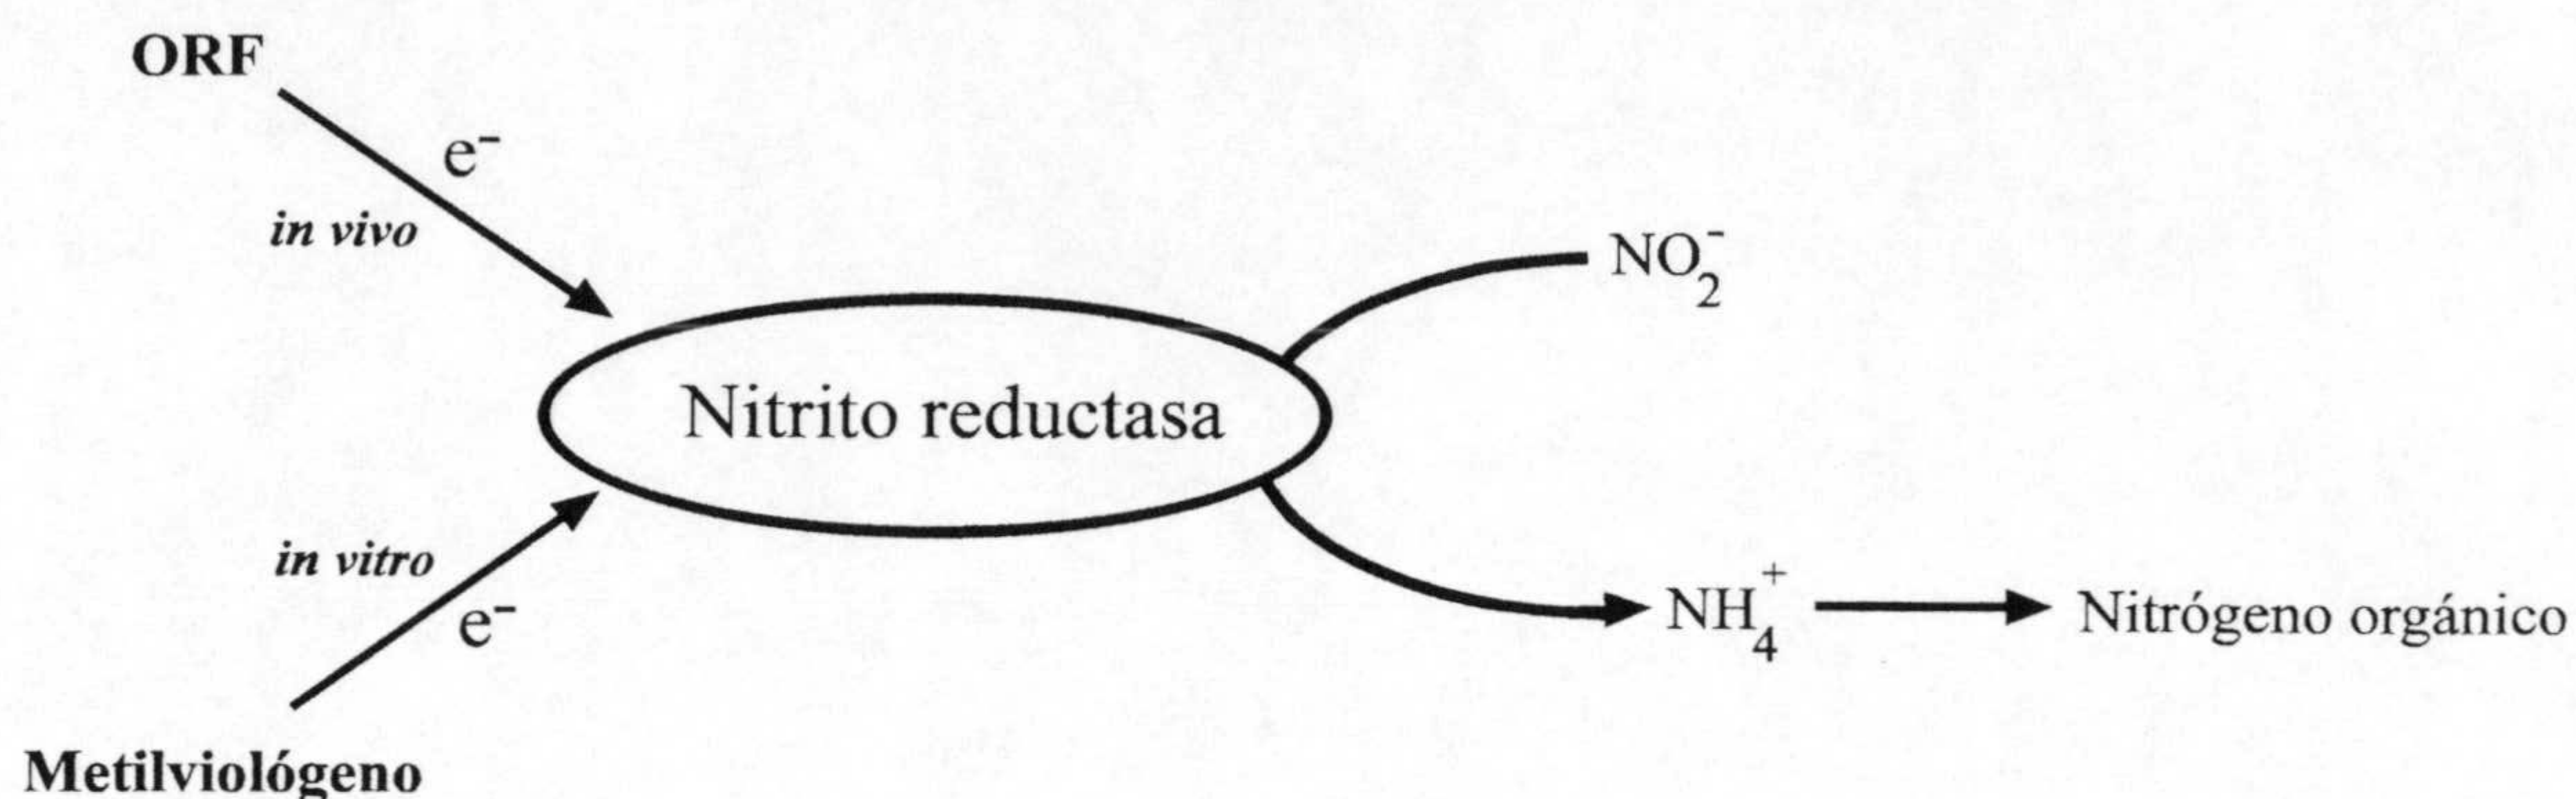 ORF
e⁻
in vivo
NO₂⁻
Nitrito reductasa
in vitro
e⁻
NH₄⁺
Nitrógeno orgánico
Metilviológeno